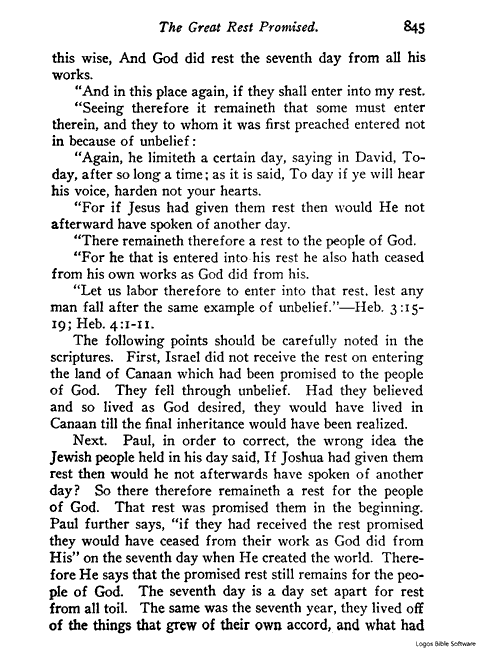 The Great Rest Promised. 845
this wise, And God did rest the seventh day from all his
works.
"And in this place again, if they shall enter into my rest.
"Seeing therefore it remaineth that some must enter
therein, and they to whom it was first preached entered not
in because of unbelief:
"Again, he limiteth a certain day, saying in David, To-
day, after so long a time; as it is said, To day if ye will hear
his voice, harden not your hearts.
"For if Jesus had given them rest then would He not
afterward have spoken of another day.
"There remaineth therefore a rest to the people of God.
"For he that is entered into his rest he also hath ceased
from his own works as God did from his.
"Let us labor therefore to enter into that rest, lest any
man fall after the same example of unbelief."—Heb. 3:15-
19; Heb. 4:1-11.
The following points should be carefully noted in the
scriptures. First, Israel did not receive the rest on entering
the land of Canaan which had been promised to the people
of God. They fell through unbelief. Had they believed
and so lived as God desired, they would have lived in
Canaan till the final inheritance would have been realized.
Next. Paul, in order to correct, the wrong idea the
Jewish people held in his day said, If Joshua had given them
rest then would he not afterwards have spoken of another
day? So there therefore remaineth a rest for the people
of God. That rest was promised them in the beginning.
Paul further says, "if they had received the rest promised
they would have ceased from their work as God did from
His" on the seventh day when He created the world. There-
fore He says that the promised rest still remains for the peo-
ple of God. The seventh day is a day set apart for rest
from all toil. The same was the seventh year, they lived off
of the things that grew of their own accord, and what had
Logos Bible Software